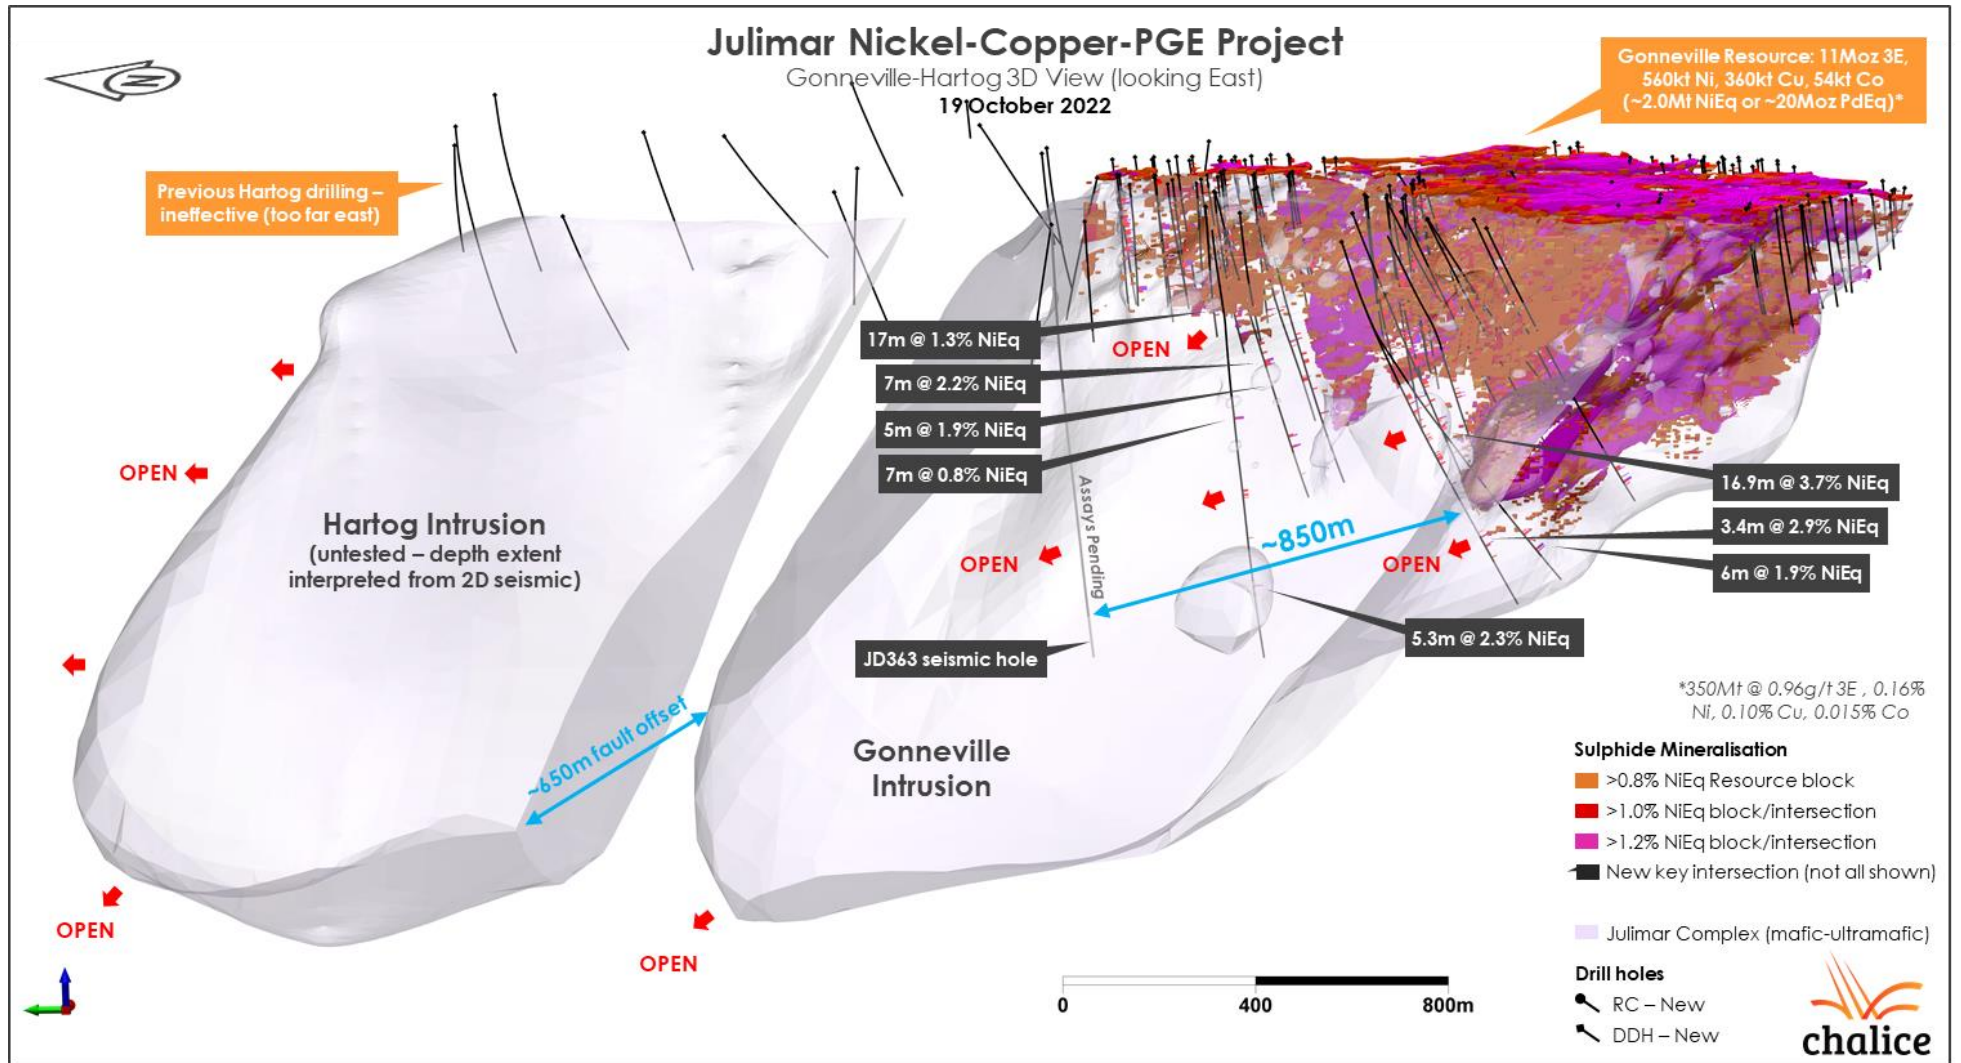 Julimar Nickel-Copper-PGE Project
Gonneville-Hartog 3D View (looking East)
19 October 2022
N
Gonneville Resource: 11Moz 3E,
560kt Ni, 360kt Cu, 54kt Co
(~2.0Mt NiEq or ~20Moz PdEq)*
Previous Hartog drilling –
ineffective (too far east)
17m @ 1.3% NiEq
7m @ 2.2% NiEq
5m @ 1.9% NiEq
7m @ 0.8% NiEq
OPEN
OPEN
Hartog Intrusion
(untested – depth extent
interpreted from 2D seismic)
Assays Pending
~850m
OPEN
OPEN
16.9m @ 3.7% NiEq
3.4m @ 2.9% NiEq
6m @ 1.9% NiEq
5.3m @ 2.3% NiEq
JD363 seismic hole
~650m fault offset
Gonneville
Intrusion
OPEN
OPEN
*350Mt @ 0.96g/t 3E , 0.16%
Ni, 0.10% Cu, 0.015% Co
Sulphide Mineralisation
>0.8% NiEq Resource block
>1.0% NiEq block/intersection
>1.2% NiEq block/intersection
New key intersection (not all shown)
Julimar Complex (mafic-ultramafic)
Drill holes
RC – New
DDH – New
0 400 800m
chalice